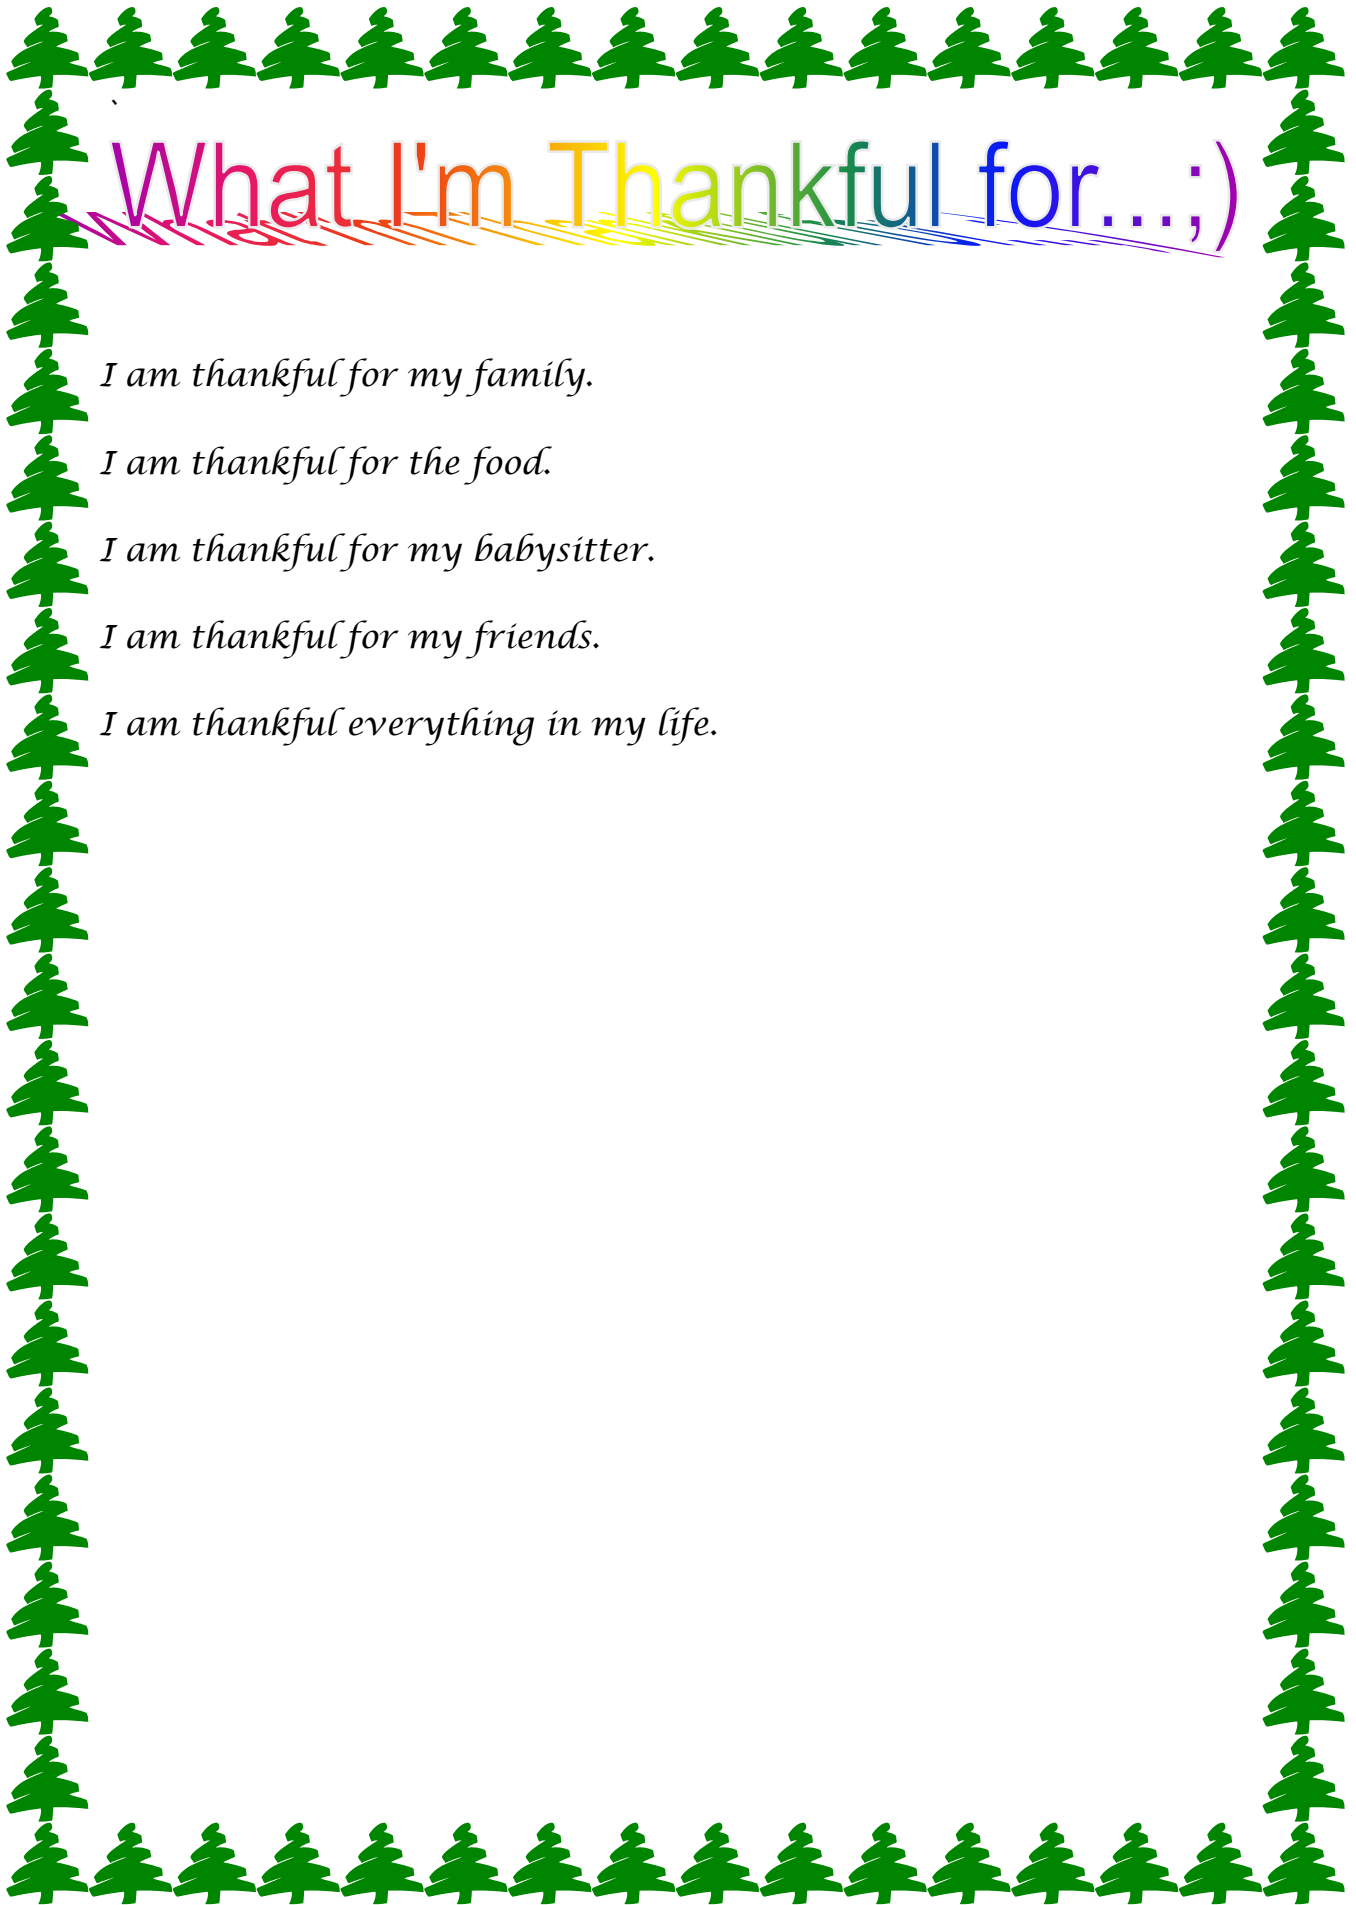 `
What I'm Thankful for...;)
I am thankful for my family.
I am thankful for the food.
I am thankful for my babysitter.
I am thankful for my friends.
I am thankful everything in my life.